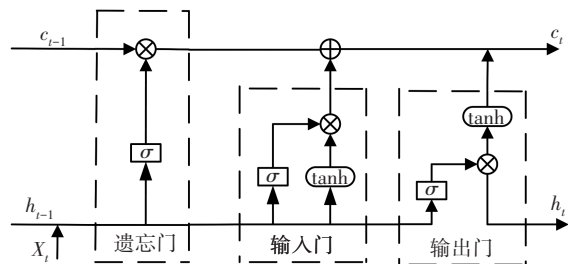 c_{t-1}
c_t
tanh
σ
σ
tanh
σ
h_{t-1}
h_t
X_t
遗忘门
输入门
输出门